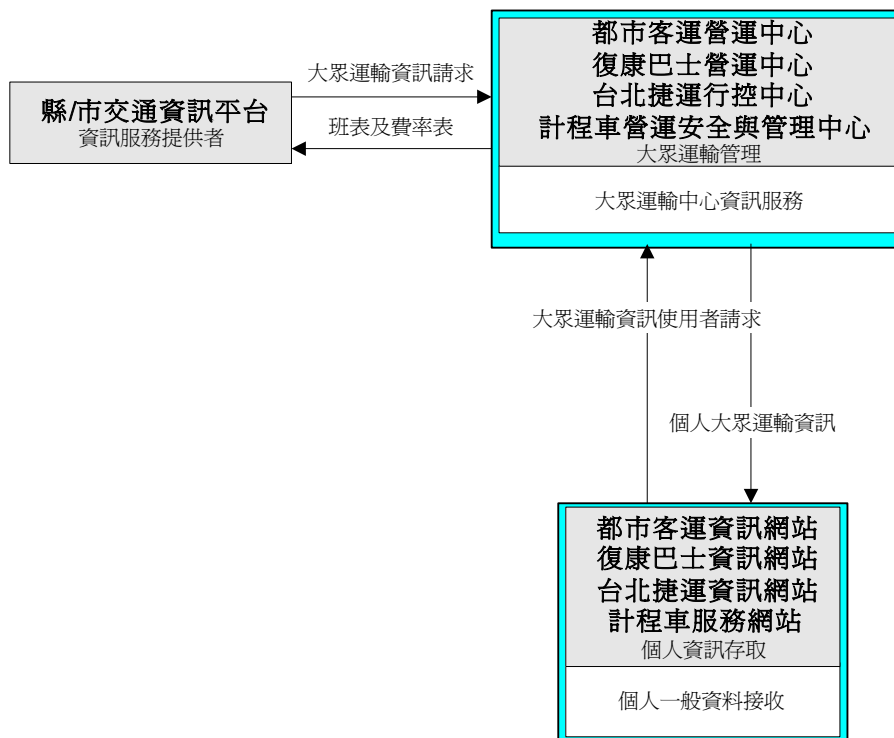 都市客運營運中心
復康巴士營運中心
台北捷運行控中心
計程車營運安全與管理中心
大眾運輸管理
大眾運輸中心資訊服務
縣/市交通資訊平台
資訊服務提供者
大眾運輸資訊請求
班表及費率表
大眾運輸資訊使用者請求
個人大眾運輸資訊
都市客運資訊網站
復康巴士資訊網站
台北捷運資訊網站
計程車服務網站
個人資訊存取
個人一般資料接收